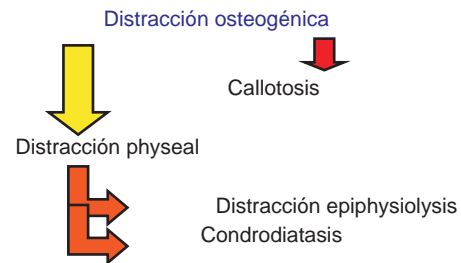 Distracción osteogénica
Callotosis
Distracción physeal
Distracción epiphysiolysis
Condrodiatasis